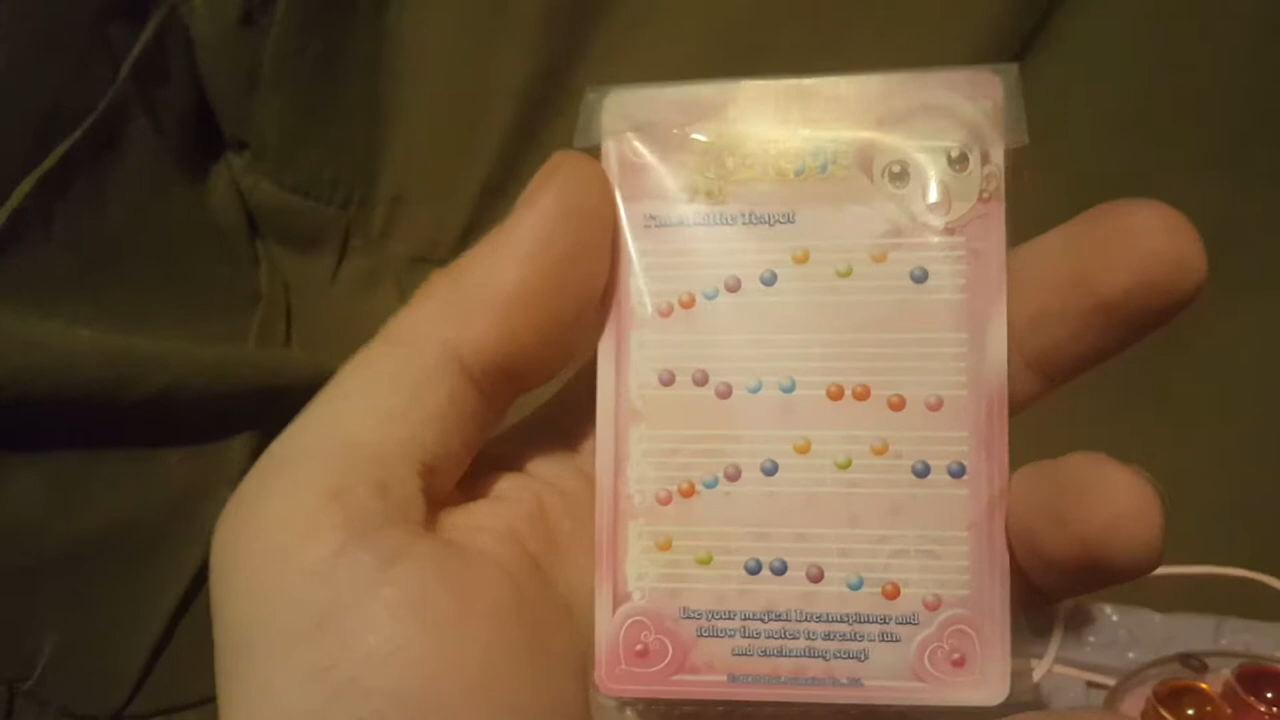 I'm a Little Teapot
Use your magical Dreamspinner and
follow the notes to create a fun
and enchanting song!